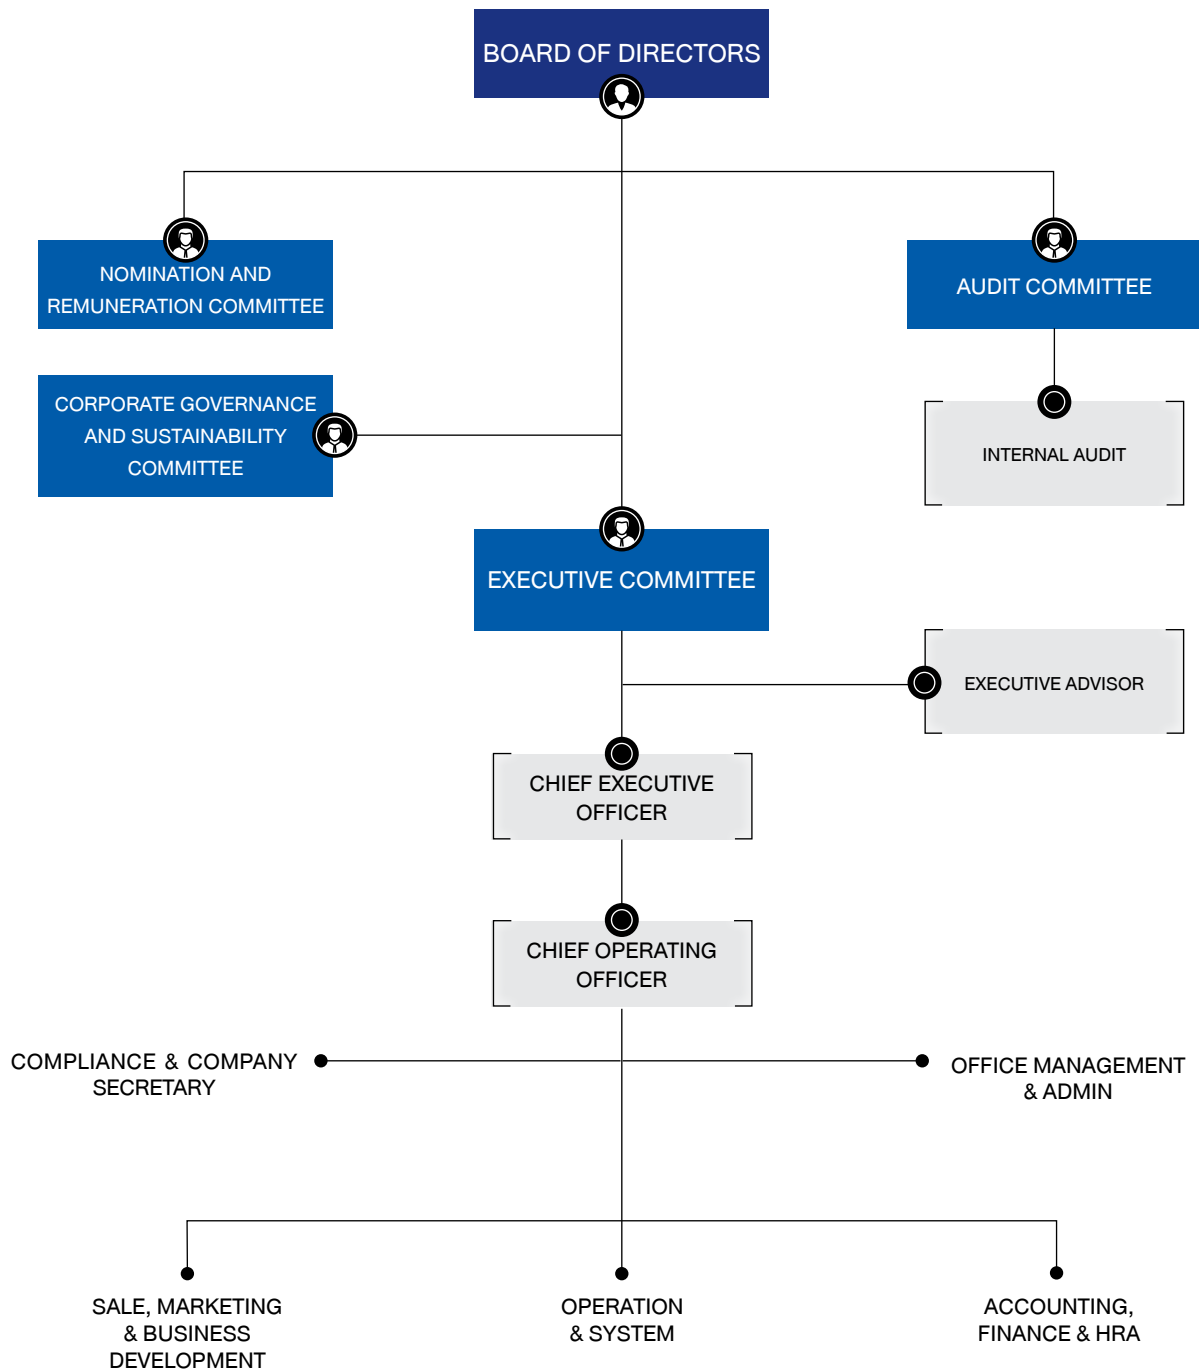 BOARD OF DIRECTORS
NOMINATION AND
REMUNERATION COMMITTEE
AUDIT COMMITTEE
CORPORATE GOVERNANCE
AND SUSTAINABILITY
COMMITTEE
INTERNAL AUDIT
EXECUTIVE COMMITTEE
EXECUTIVE ADVISOR
CHIEF EXECUTIVE
OFFICER
CHIEF OPERATING
OFFICER
COMPLIANCE & COMPANY
SECRETARY
OFFICE MANAGEMENT
& ADMIN
SALE, MARKETING
& BUSINESS
DEVELOPMENT
OPERATION
& SYSTEM
ACCOUNTING,
FINANCE & HRA